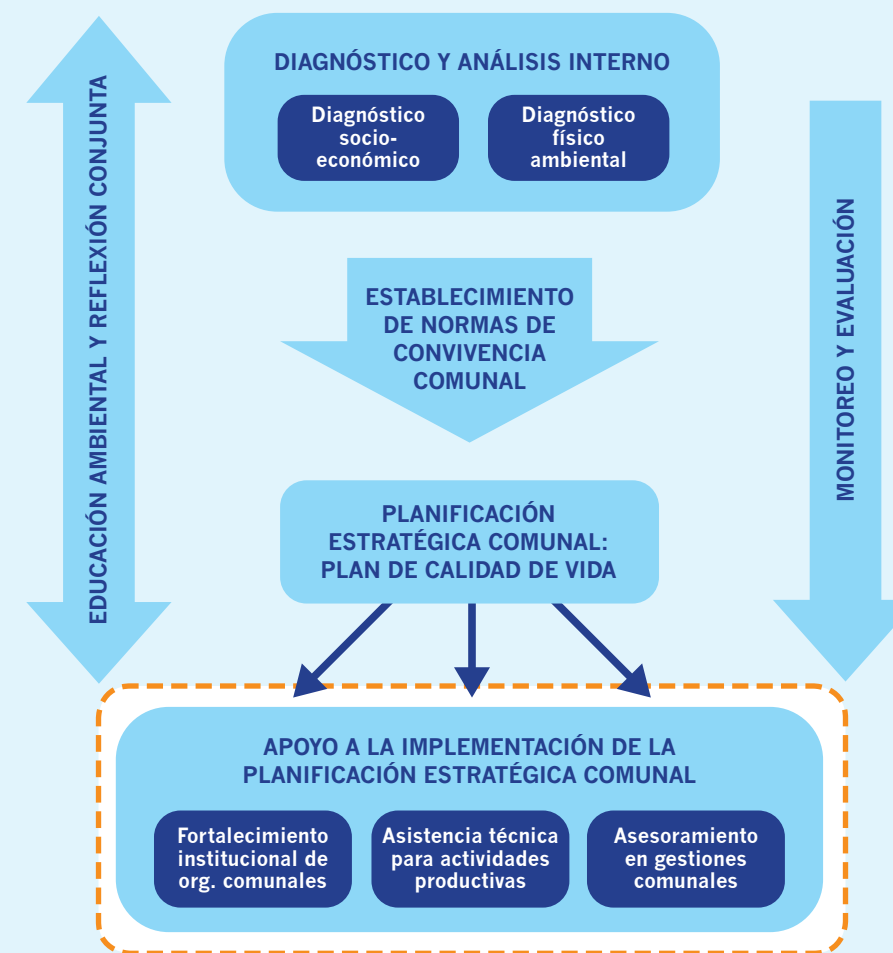 DIAGNÓSTICO Y ANÁLISIS INTERNO
Diagnóstico
socio-
económico
Diagnóstico
físico
ambiental
EDUCACIÓN AMBIENTAL Y REFLEXIÓN CONJUNTA
MONITOREO Y EVALUACIÓN
ESTABLECIMIENTO
DE NORMAS DE
CONVIVENCIA
COMUNAL
PLANIFICACIÓN
ESTRATÉGICA COMUNAL:
PLAN DE CALIDAD DE VIDA
APOYO A LA IMPLEMENTACIÓN DE LA
PLANIFICACIÓN ESTRATÉGICA COMUNAL
Fortalecimiento
institucional de
org. comunales
Asistencia técnica
para actividades
productivas
Asesoramiento
en gestiones
comunales